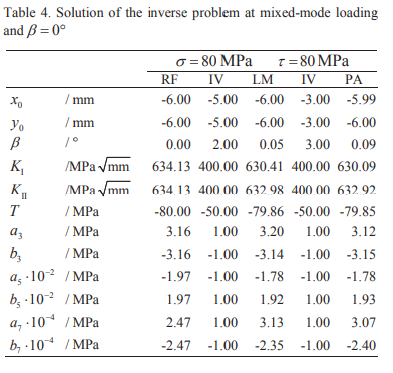 Table 4. Solution of the inverse problem at mixed-mode loading
and β = 0°
σ = 80 MPa τ = 80 MPa
RF IV LM IV PA
x₀ / mm -6.00 -5.00 -6.00 -3.00 -5.99
y₀ / mm -6.00 -5.00 -6.00 -3.00 -6.00
β / ° 0.00 2.00 0.05 3.00 0.09
K_I /MPa√mm 634.13 400.00 630.41 400.00 630.09
K_II /MPa√mm 634.13 400.00 632.98 400.00 632.92
T / MPa -80.00 -50.00 -79.86 -50.00 -79.85
a₃ / MPa 3.16 1.00 3.20 1.00 3.12
b₃ / MPa -3.16 -1.00 -3.14 -1.00 -3.15
a₅ ·10⁻² / MPa -1.97 -1.00 -1.78 -1.00 -1.78
b₅ ·10⁻² / MPa 1.97 1.00 1.92 1.00 1.93
a₇ ·10⁻⁴ / MPa 2.47 1.00 3.13 1.00 3.07
b₇ ·10⁻⁴ / MPa -2.47 -1.00 -2.35 -1.00 -2.40